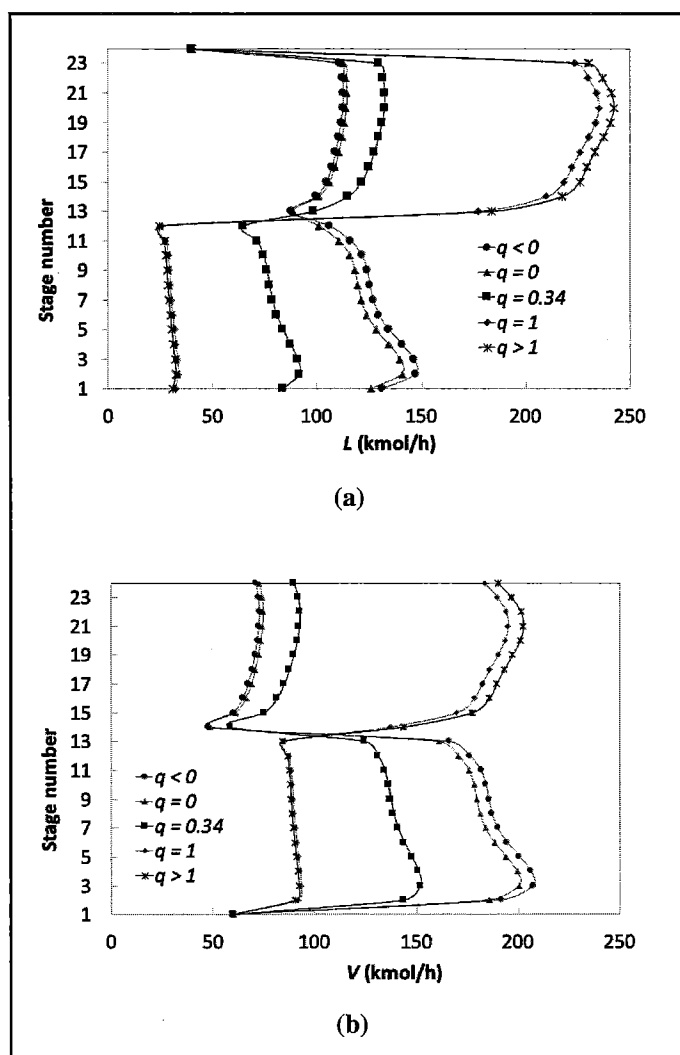 23
21
19
17
15
13
11
9
7
5
3
1
Stage number
q < 0
q = 0
q = 0.34
q = 1
q > 1
0
50
100
150
200
250
L (kmol/h)
(a)
23
21
19
17
15
13
11
9
7
5
3
1
Stage number
q < 0
q = 0
q = 0.34
q = 1
q > 1
0
50
100
150
200
250
V (kmol/h)
(b)